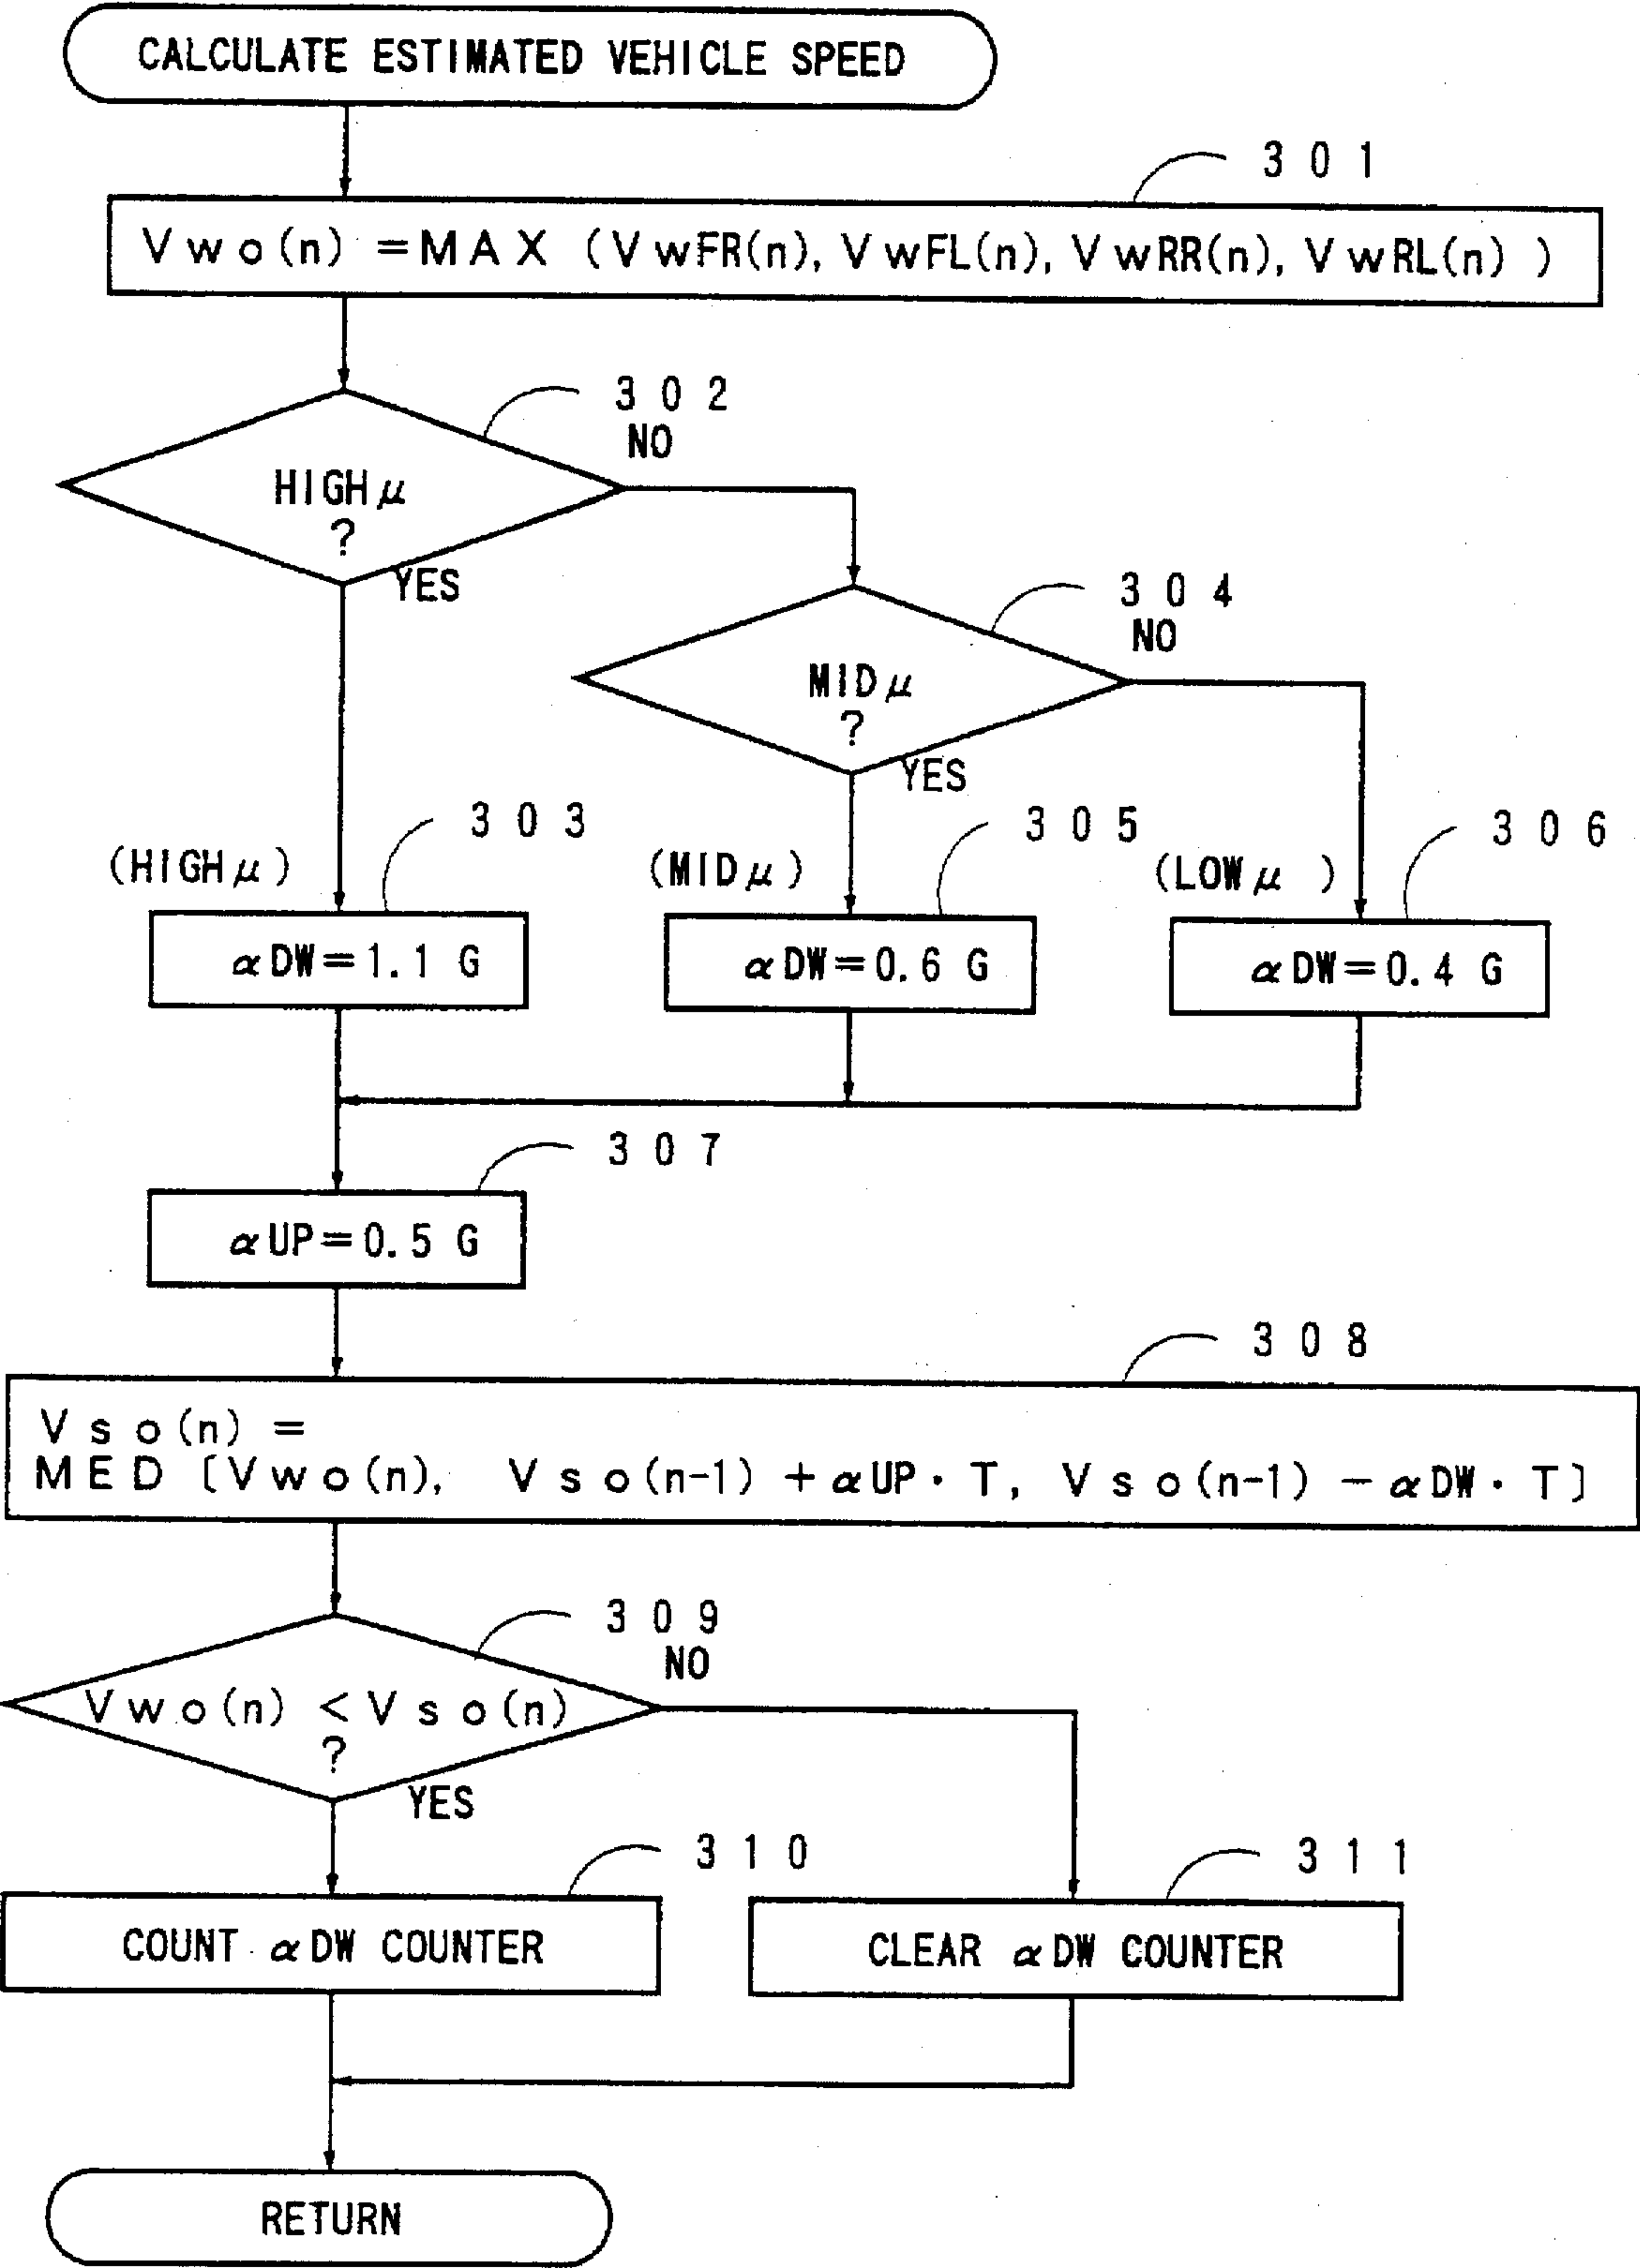 CALCULATE ESTIMATED VEHICLE SPEED
301
Vwo(n) =MAX (VwFR(n), VwFL(n), VwRR(n), VwRL(n) )
302
NO
HIGHμ
?
YES
304
NO
MIDμ
?
YES
303
305
306
(HIGHμ)
(MIDμ)
(LOWμ )
αDW=1.1 G
αDW=0.6 G
αDW=0.4 G
307
αUP=0.5 G
308
Vso(n) =
MED [Vwo(n), Vso(n-1) +αUP· T, Vso(n-1) -αDW· T]
309
NO
Vwo(n) <Vso(n)
?
YES
310
311
COUNT αDW COUNTER
CLEAR αDW COUNTER
RETURN